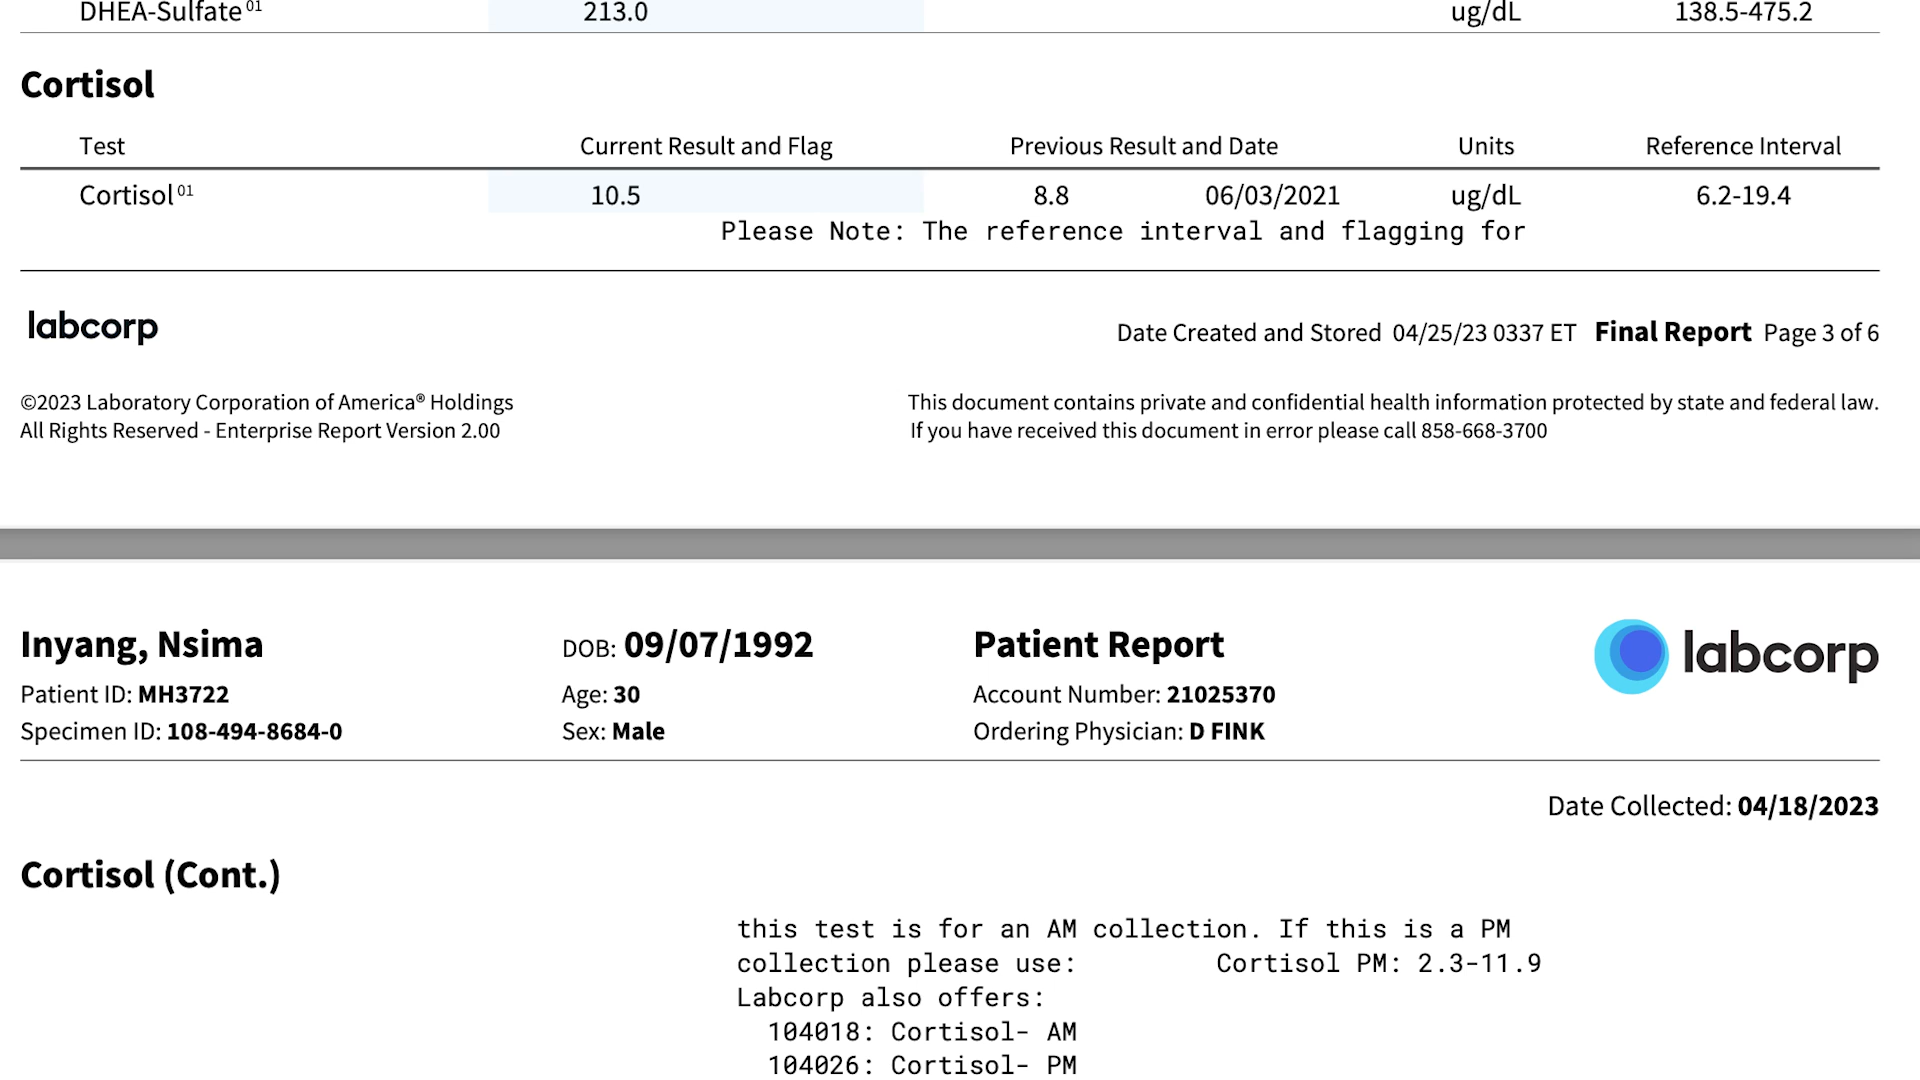 DHEA-Sulfate 01 213.0 ug/dL 138.5-475.2
Cortisol
Test Current Result and Flag Previous Result and Date Units Reference Interval
Cortisol 01 10.5 8.8 06/03/2021 ug/dL 6.2-19.4
Please Note: The reference interval and flagging for
labcorp
Date Created and Stored 04/25/23 0337 ET Final Report Page 3 of 6
©2023 Laboratory Corporation of America® Holdings
All Rights Reserved - Enterprise Report Version 2.00
This document contains private and confidential health information protected by state and federal law.
If you have received this document in error please call 858-668-3700
Inyang, Nsima
Patient ID: MH3722
Specimen ID: 108-494-8684-0
DOB: 09/07/1992
Age: 30
Sex: Male
Patient Report
Account Number: 21025370
Ordering Physician: D FINK
labcorp
Date Collected: 04/18/2023
Cortisol (Cont.)
this test is for an AM collection. If this is a PM
collection please use: Cortisol PM: 2.3-11.9
Labcorp also offers:
104018: Cortisol- AM
104026: Cortisol- PM